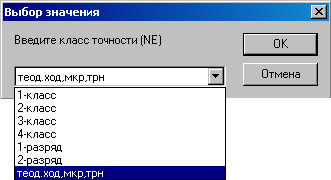 Выбор значения
Введите класс точности (NE)
OK
Отмена
теод.ход,мкр,трн
1-класс
2-класс
3-класс
4-класс
1-разряд
2-разряд
теод.ход,мкр,трн